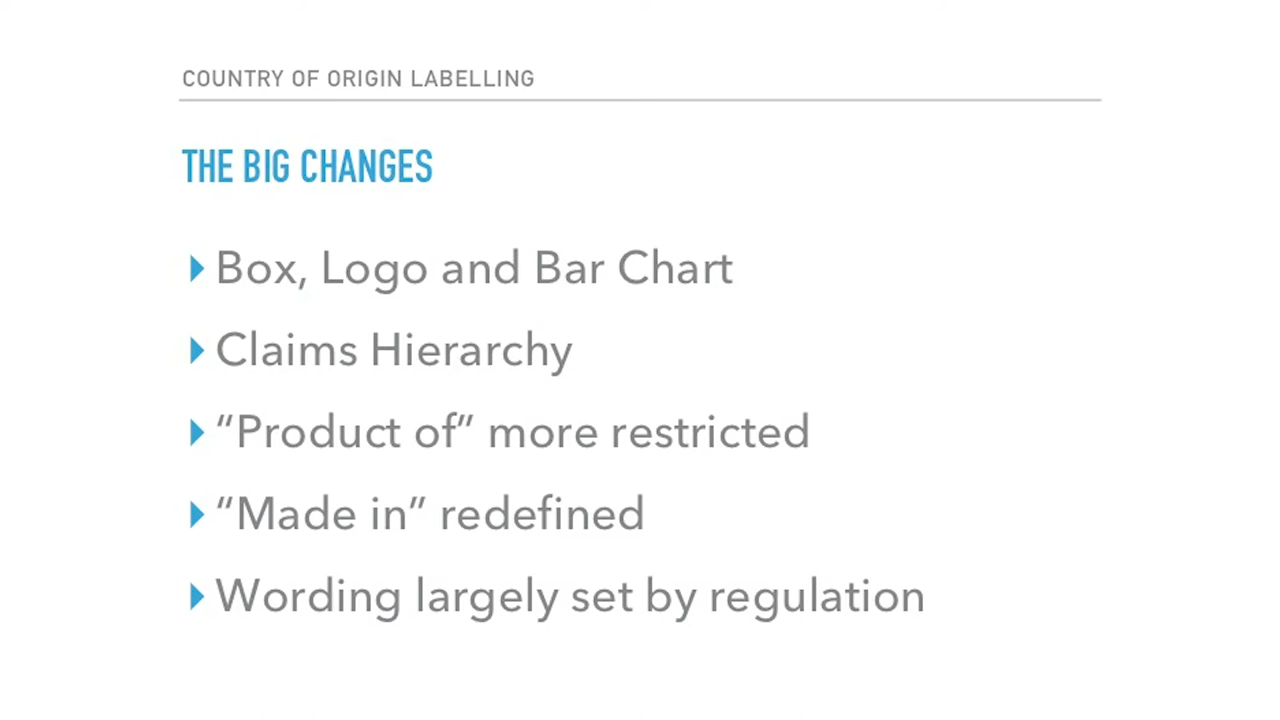 COUNTRY OF ORIGIN LABELLING
THE BIG CHANGES
Box, Logo and Bar Chart
Claims Hierarchy
“Product of” more restricted
“Made in” redefined
Wording largely set by regulation